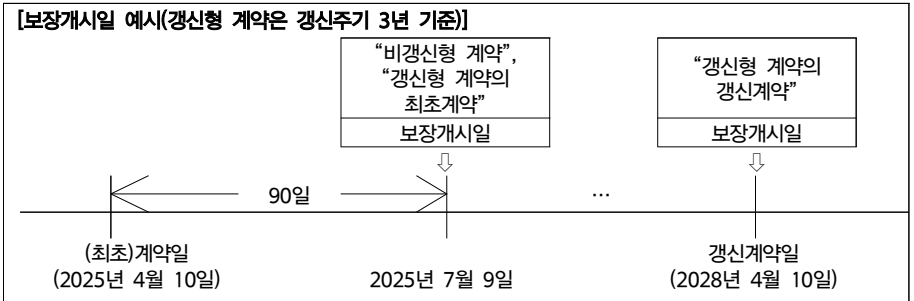 [보장개시일 예시(갱신형 계약은 갱신주기 3년 기준)]
“비갱신형 계약”,
“갱신형 계약의
최초계약”
보장개시일
“갱신형 계약의
갱신계약”
보장개시일
90일
…
(최초)계약일
(2025년 4월 10일)
2025년 7월 9일
갱신계약일
(2028년 4월 10일)